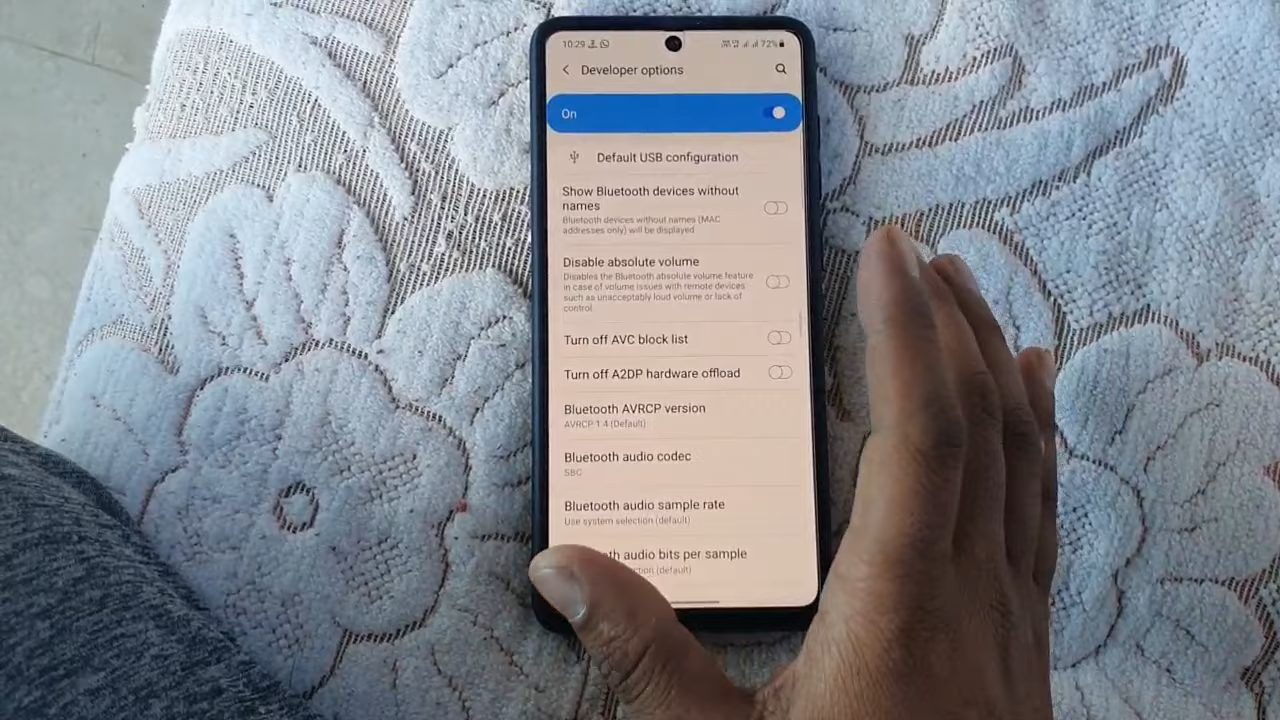 10:29 72%
Developer options
On
Default USB configuration
Show Bluetooth devices without
names
Bluetooth devices without names (MAC
addresses only) will be displayed
Disable absolute volume
Disables the Bluetooth absolute volume feature
in case of volume issues with remote devices
such as unacceptably loud volume or lack of
control.
Turn off AVC block list
Turn off A2DP hardware offload
Bluetooth AVRCP version
AVRCP 1.4 (Default)
Bluetooth audio codec
SBC
Bluetooth audio sample rate
Use system selection (default)
audio bits per sample
(default)